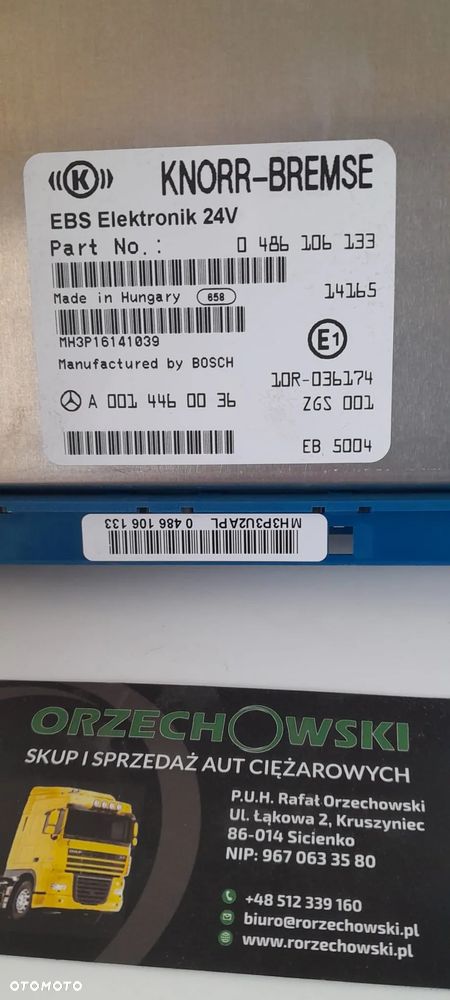 ((K)) KNORR-BREMSE
EBS Elektronik 24V
Part No.: 0 486 106 133
Made in Hungary 658 14165
MH3P16141039 E1
Manufactured by BOSCH 10R-036174
A 001 446 00 36 ZGS 001
EB 5004
0 486 106 133 MH3P3U2APL
ORZECHOWSKI
SKUP I SPRZEDAŻ AUT CIĘŻAROWYCH
P.U.H. Rafał Orzechowski
Ul. Łąkowa 2, Kruszyniec
86-014 Sicienko
NIP: 967 063 35 80
+48 512 339 160
biuro@rorzechowski.pl
www.rorzechowski.pl
OTOMOTO